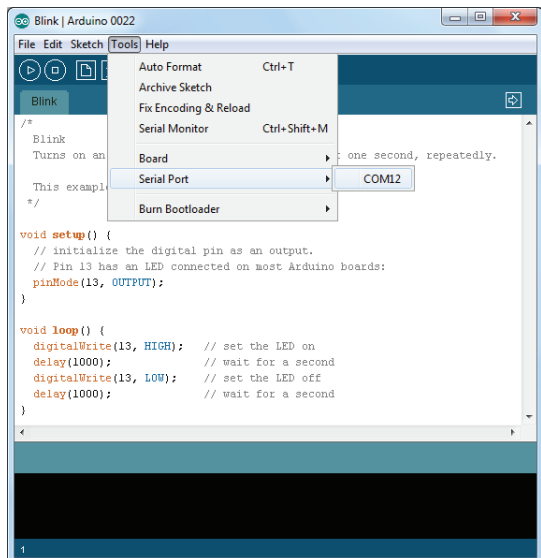 Blink | Arduino 0022
File Edit Sketch Tools Help
Auto Format Ctrl+T
Archive Sketch
Fix Encoding & Reload
Serial Monitor Ctrl+Shift+M
Board
Serial Port
COM12
Burn Bootloader
Blink
/*
Blink
Turns on an one second, repeatedly.
This exampl
*/
void setup() {
// initialize the digital pin as an output.
// Pin 13 has an LED connected on most Arduino boards:
pinMode(13, OUTPUT);
}
void loop() {
digitalWrite(13, HIGH); // set the LED on
delay(1000); // wait for a second
digitalWrite(13, LOW); // set the LED off
delay(1000); // wait for a second
}
1